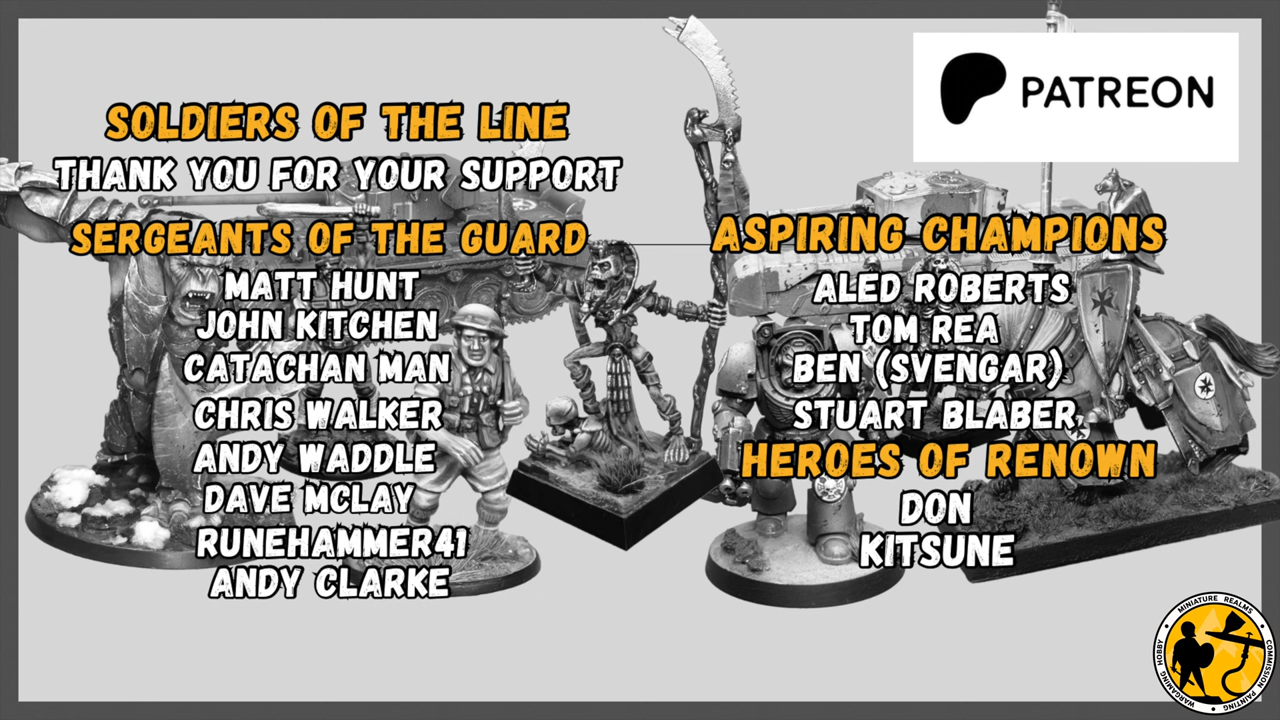 PATREON
SOLDIERS OF THE LINE
THANK YOU FOR YOUR SUPPORT
SERGEANTS OF THE GUARD
MATT HUNT
JOHN KITCHEN
CATACHAN MAN
CHRIS WALKER
ANDY WADDLE
DAVE MCLAY
RUNEHAMMER41
ANDY CLARKE
ASPIRING CHAMPIONS
ALED ROBERTS
TOM REA
BEN (SVENGAR)
STUART BLABER
HEROES OF RENOWN
DON
KITSUNE
MINIATURE REALMS
COMMISSION PAINTING
WARGAMING HOBBY